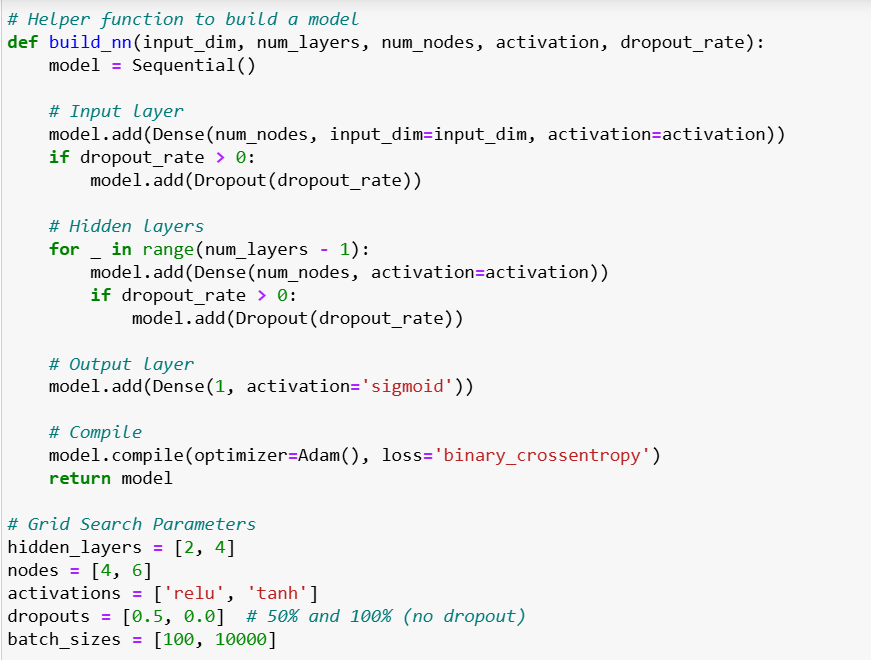 # Helper function to build a model
def build_nn(input_dim, num_layers, num_nodes, activation, dropout_rate):
    model = Sequential()

    # Input layer
    model.add(Dense(num_nodes, input_dim=input_dim, activation=activation))
    if dropout_rate > 0:
        model.add(Dropout(dropout_rate))

    # Hidden layers
    for _ in range(num_layers - 1):
        model.add(Dense(num_nodes, activation=activation))
        if dropout_rate > 0:
            model.add(Dropout(dropout_rate))

    # Output layer
    model.add(Dense(1, activation='sigmoid'))

    # Compile
    model.compile(optimizer=Adam(), loss='binary_crossentropy')
    return model

# Grid Search Parameters
hidden_layers = [2, 4]
nodes = [4, 6]
activations = ['relu', 'tanh']
dropouts = [0.5, 0.0]  # 50% and 100% (no dropout)
batch_sizes = [100, 10000]